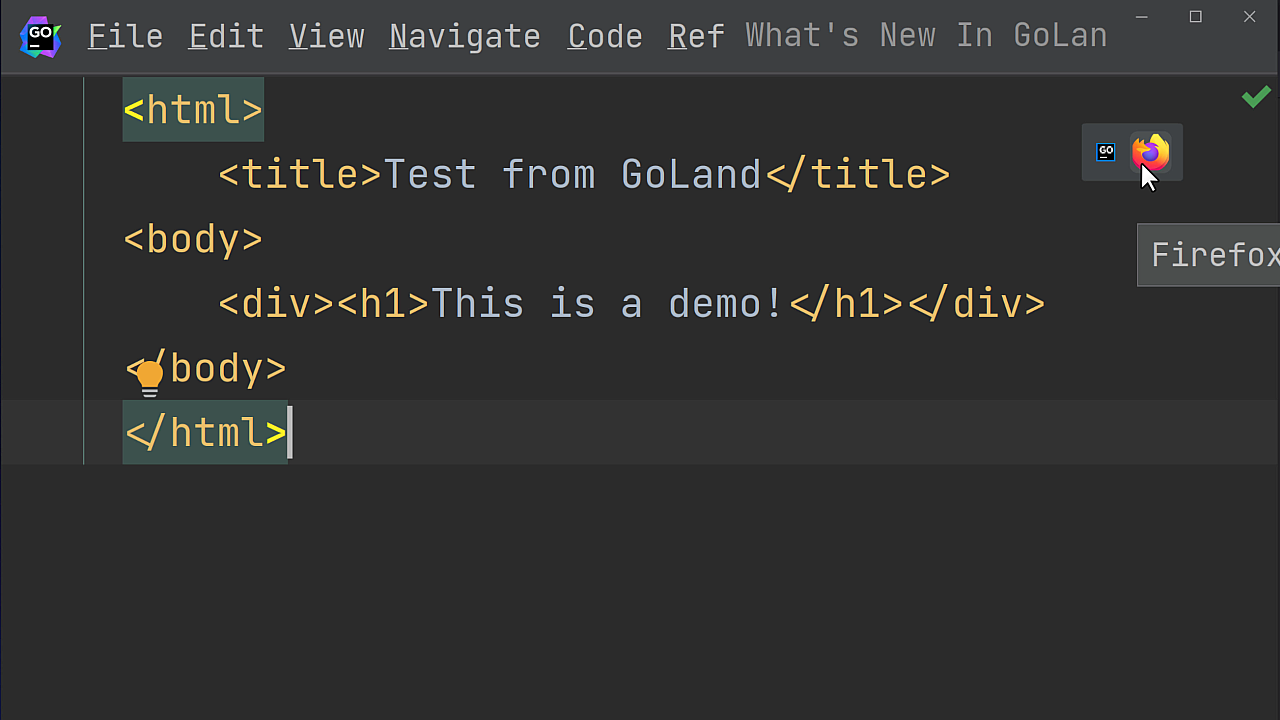 GO File Edit View Navigate Code Ref What's New In GoLan
<html>
GO
<title>Test from GoLand</title>
<body>
Firefox
<div><h1>This is a demo!</h1></div>
</body>
</html>